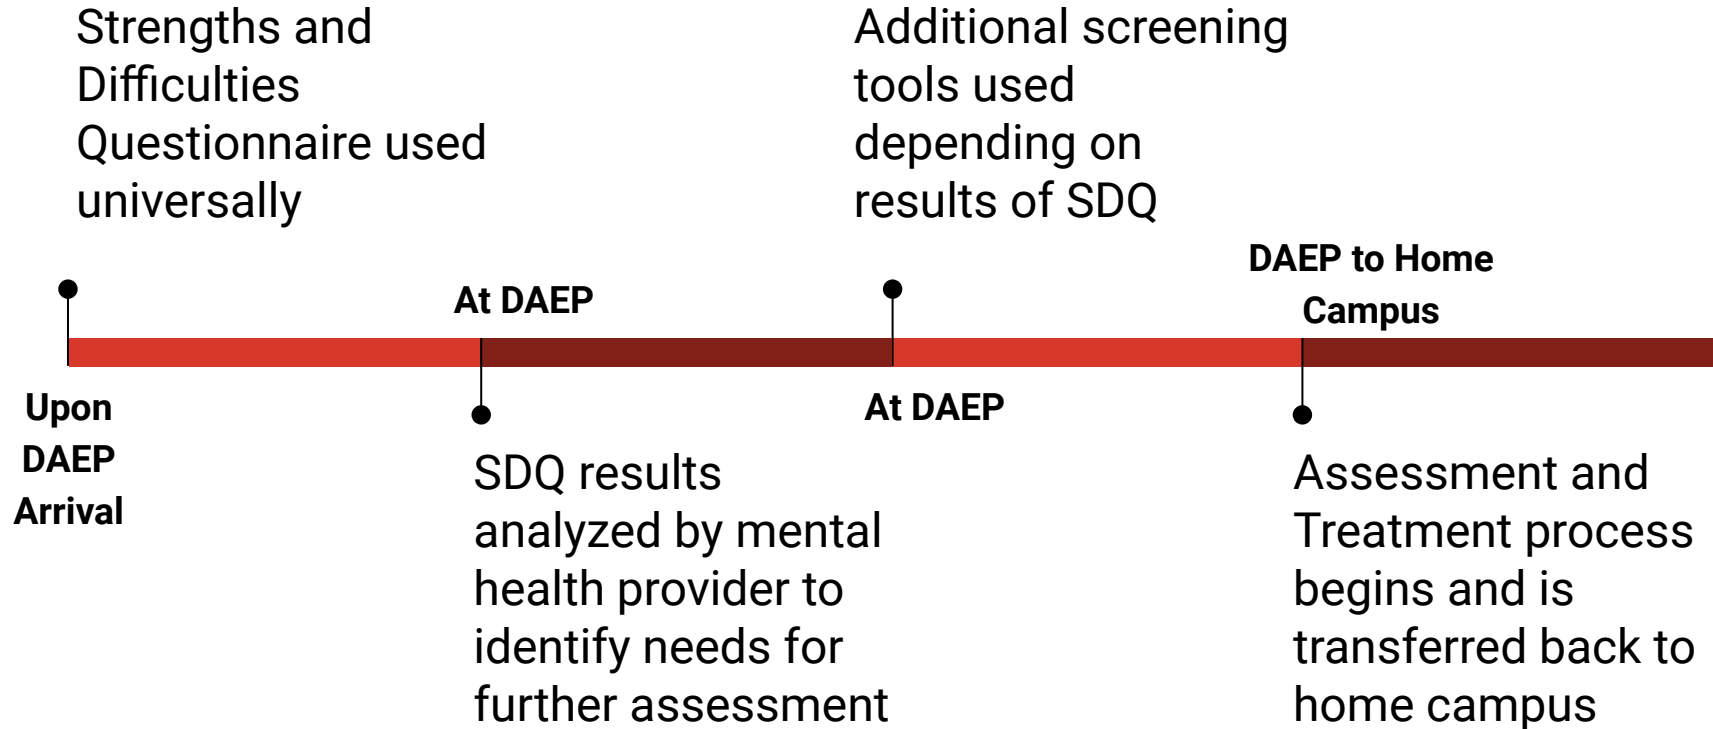 Strengths and
Difficulties
Questionnaire used
universally
Upon
DAEP
Arrival
At DAEP
SDQ results
analyzed by mental
health provider to
identify needs for
further assessment
Additional screening
tools used
depending on
results of SDQ
At DAEP
DAEP to Home
Campus
Assessment and
Treatment process
begins and is
transferred back to
home campus